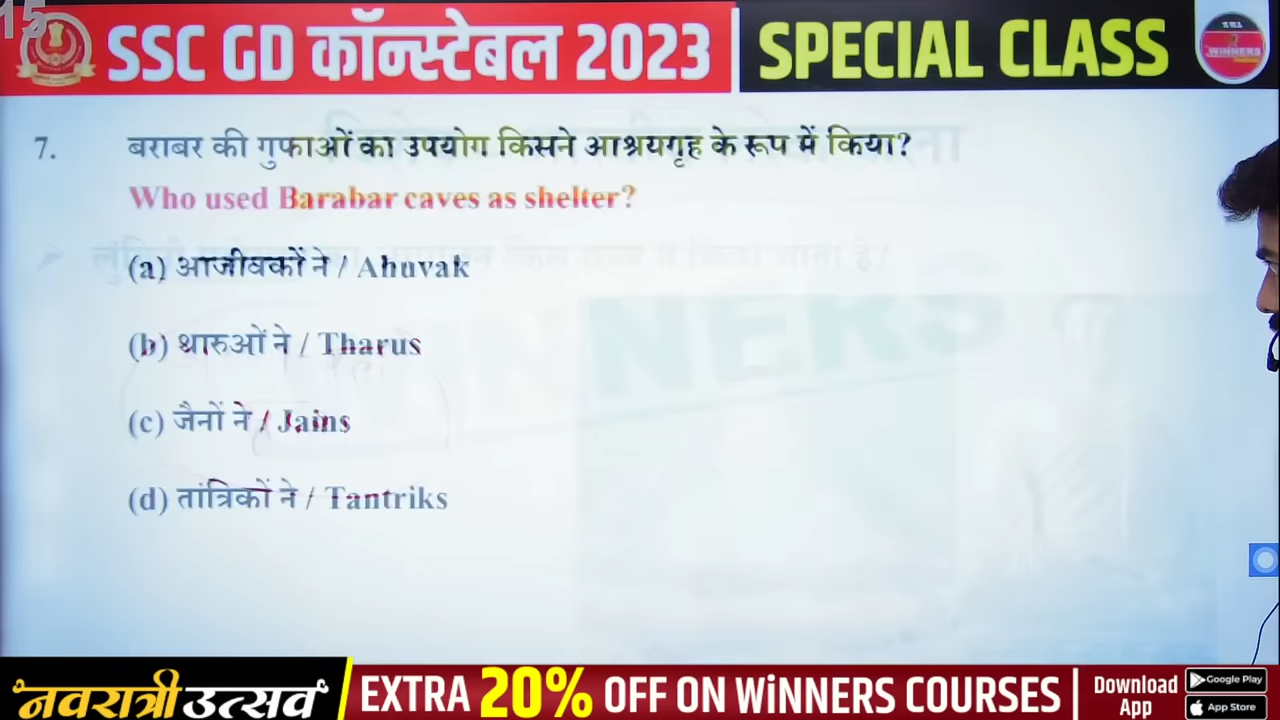 15
SSC GD कॉन्स्टेबल 2023
SPECIAL CLASS
WiNNERS
7. बराबर की गुफाओं का उपयोग किसने आश्रयगृह के रूप में किया?
Who used Barabar caves as shelter?
(a) आजीवकों ने / Ahuvak
(b) थारुओं ने / Tharus
(c) जैनों ने / Jains
(d) तांत्रिकों ने / Tantriks
नवरात्री उत्सव
EXTRA 20% OFF ON WiNNERS COURSES
Download App
Google Play
App Store